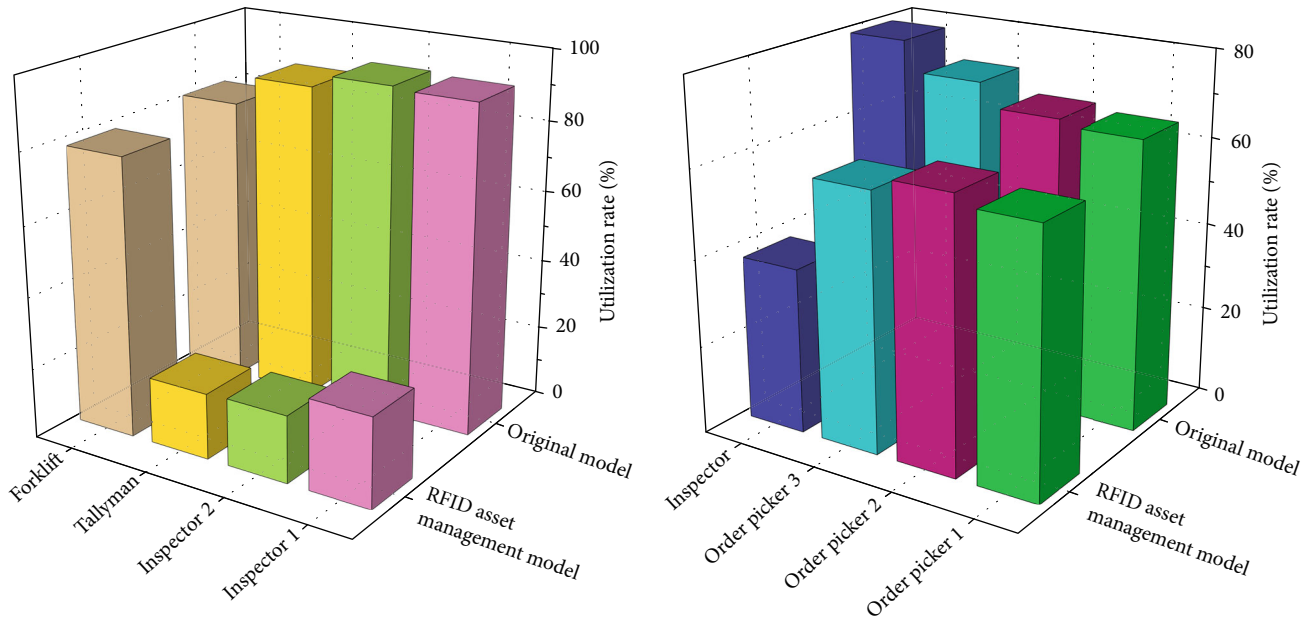 100
80
60
40
20
0
Utilization rate (%)
Forklift
Tallyman
Inspector 2
Inspector 1
Original model
RFID asset
management model
80
60
40
20
0
Utilization rate (%)
Inspector
Order picker 3
Order picker 2
Order picker 1
Original model
RFID asset
management model